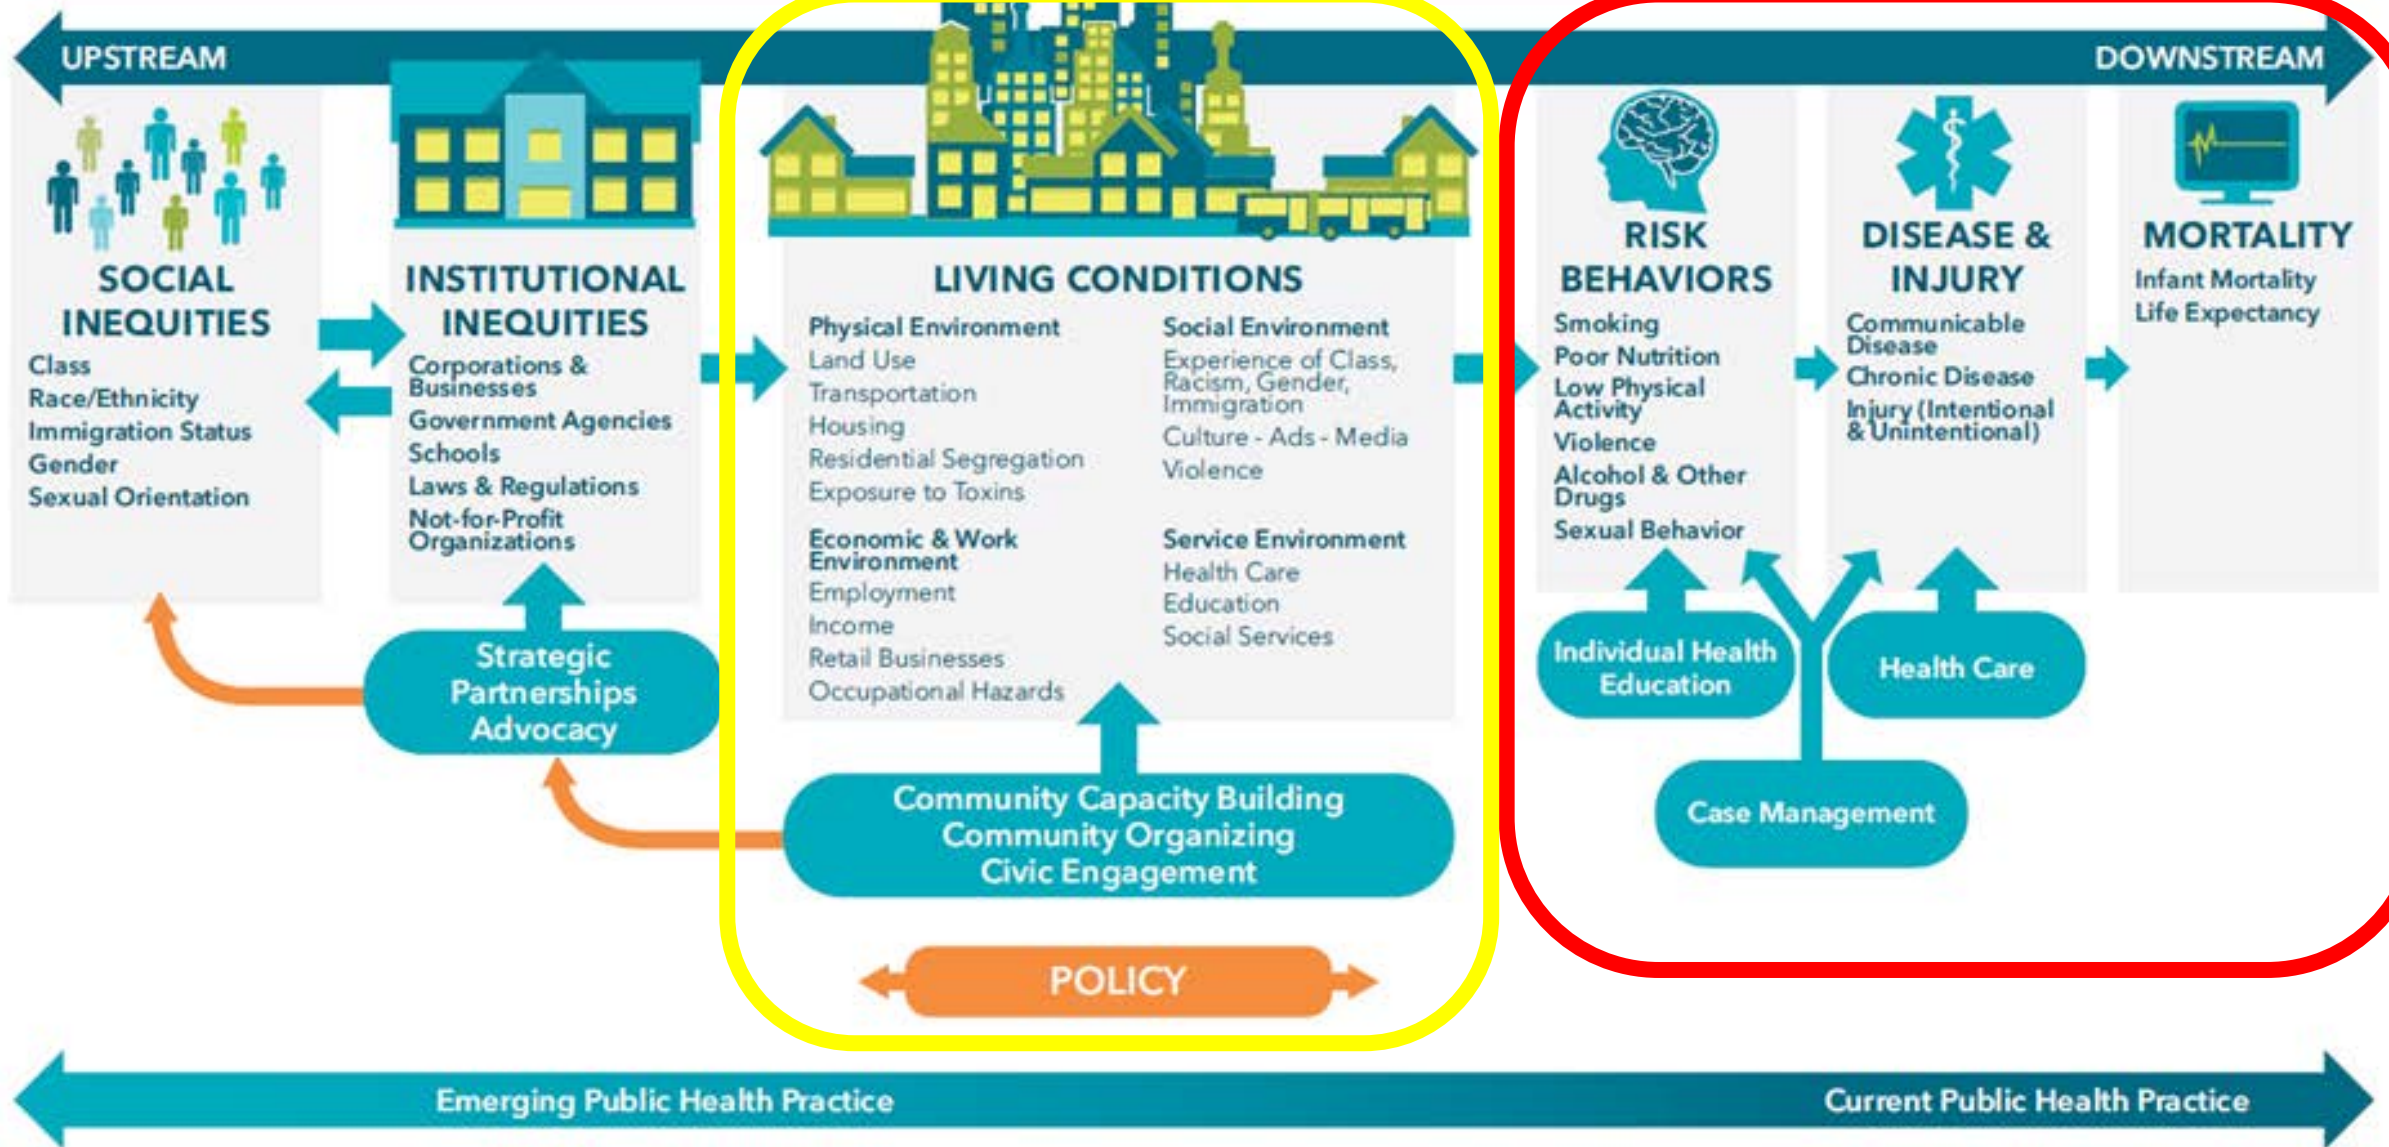 UPSTREAM
DOWNSTREAM
SOCIAL
INEQUITIES
Class
Race/Ethnicity
Immigration Status
Gender
Sexual Orientation
INSTITUTIONAL
INEQUITIES
Corporations &
Businesses
Government Agencies
Schools
Laws & Regulations
Not-for-Profit
Organizations
Strategic
Partnerships
Advocacy
LIVING CONDITIONS
Physical Environment
Land Use
Transportation
Housing
Residential Segregation
Exposure to Toxins
Economic & Work
Environment
Employment
Income
Retail Businesses
Occupational Hazards
Social Environment
Experience of Class,
Racism, Gender,
Immigration
Culture - Ads - Media
Violence
Service Environment
Health Care
Education
Social Services
Community Capacity Building
Community Organizing
Civic Engagement
POLICY
RISK
BEHAVIORS
Smoking
Poor Nutrition
Low Physical
Activity
Violence
Alcohol & Other
Drugs
Sexual Behavior
Individual Health
Education
DISEASE &
INJURY
Communicable
Disease
Chronic Disease
Injury (Intentional
& Unintentional)
Health Care
Case Management
MORTALITY
Infant Mortality
Life Expectancy
Emerging Public Health Practice
Current Public Health Practice